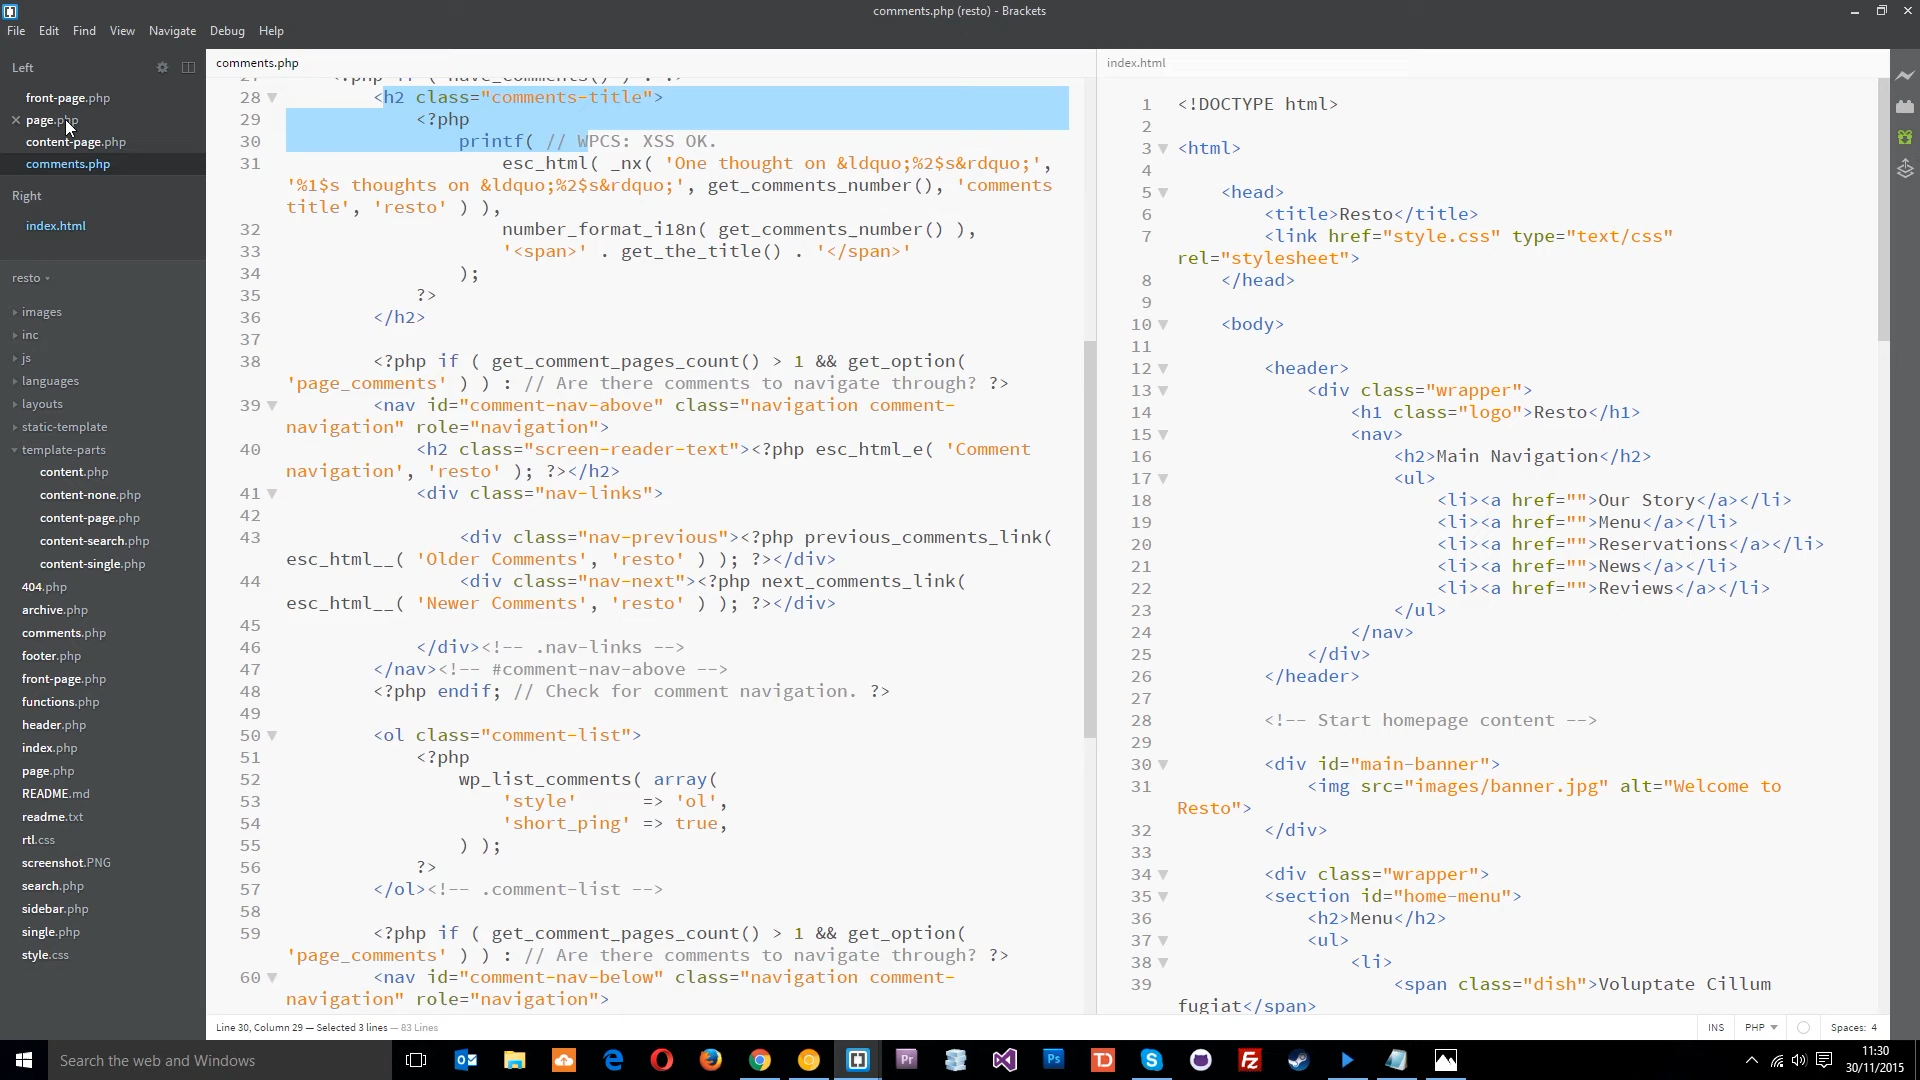 comments.php (resto) - Brackets
File Edit Find View Navigate Debug Help
Left
front-page.php
page.php
content-page.php
comments.php
Right
index.html
resto
images
inc
js
languages
layouts
static-template
template-parts
content.php
content-none.php
content-page.php
content-search.php
content-single.php
404.php
archive.php
comments.php
footer.php
front-page.php
functions.php
header.php
index.php
page.php
README.md
readme.txt
rtl.css
screenshot.PNG
search.php
sidebar.php
single.php
style.css
comments.php
28 <h2 class="comments-title">
29 <?php
30 printf( // WPCS: XSS OK.
31 esc_html( _nx( 'One thought on &ldquo;%2$s&rdquo;',
'%1$s thoughts on &ldquo;%2$s&rdquo;', get_comments_number(), 'comments
title', 'resto' ) ),
32 number_format_i18n( get_comments_number() ),
33 '<span>' . get_the_title() . '</span>'
34 );
35 ?>
36 </h2>
37
38 <?php if ( get_comment_pages_count() > 1 && get_option(
'page_comments' ) ) : // Are there comments to navigate through? ?>
39 <nav id="comment-nav-above" class="navigation comment-
navigation" role="navigation">
40 <h2 class="screen-reader-text"><?php esc_html_e( 'Comment
navigation', 'resto' ); ?></h2>
41 <div class="nav-links">
42
43 <div class="nav-previous"><?php previous_comments_link(
esc_html__( 'Older Comments', 'resto' ) ); ?></div>
44 <div class="nav-next"><?php next_comments_link(
esc_html__( 'Newer Comments', 'resto' ) ); ?></div>
45
46 </div><!-- .nav-links -->
47 </nav><!-- #comment-nav-above -->
48 <?php endif; // Check for comment navigation. ?>
49
50 <ol class="comment-list">
51 <?php
52 wp_list_comments( array(
53 'style' => 'ol',
54 'short_ping' => true,
55 ) );
56 ?>
57 </ol><!-- .comment-list -->
58
59 <?php if ( get_comment_pages_count() > 1 && get_option(
'page_comments' ) ) : // Are there comments to navigate through? ?>
60 <nav id="comment-nav-below" class="navigation comment-
navigation" role="navigation">
index.html
1 <!DOCTYPE html>
2
3 <html>
4
5 <head>
6 <title>Resto</title>
7 <link href="style.css" type="text/css"
rel="stylesheet">
8 </head>
9
10 <body>
11
12 <header>
13 <div class="wrapper">
14 <h1 class="logo">Resto</h1>
15 <nav>
16 <h2>Main Navigation</h2>
17 <ul>
18 <li><a href="">Our Story</a></li>
19 <li><a href="">Menu</a></li>
20 <li><a href="">Reservations</a></li>
21 <li><a href="">News</a></li>
22 <li><a href="">Reviews</a></li>
23 </ul>
24 </nav>
25 </div>
26 </header>
27
28 <!-- Start homepage content -->
29
30 <div id="main-banner">
31 <img src="images/banner.jpg" alt="Welcome to
Resto">
32 </div>
33
34 <div class="wrapper">
35 <section id="home-menu">
36 <h2>Menu</h2>
37 <ul>
38 <li>
39 <span class="dish">Voluptate Cillum
fugiat</span>
Line 30, Column 29 — Selected 3 lines — 83 Lines
INS PHP Spaces: 4
Search the web and Windows
11:30
30/11/2015